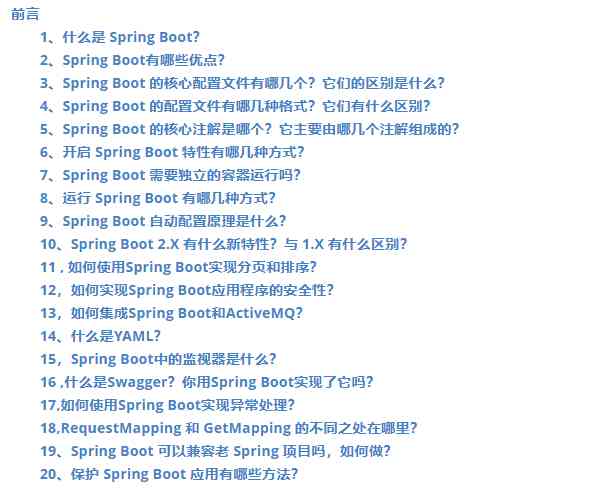 前言
1、什么是 Spring Boot？
2、Spring Boot有哪些优点？
3、Spring Boot 的核心配置文件有哪几个？它们的区别是什么？
4、Spring Boot 的配置文件有哪几种格式？它们有什么区别？
5、Spring Boot 的核心注解是哪个？它主要由哪几个注解组成的？
6、开启 Spring Boot 特性有哪几种方式？
7、Spring Boot 需要独立的容器运行吗？
8、运行 Spring Boot 有哪几种方式？
9、Spring Boot 自动配置原理是什么？
10、Spring Boot 2.X 有什么新特性？与 1.X 有什么区别？
11 , 如何使用Spring Boot实现分页和排序？
12，如何实现Spring Boot应用程序的安全性？
13，如何集成Spring Boot和ActiveMQ？
14、什么是YAML？
15，Spring Boot中的监视器是什么？
16 ,什么是Swagger？你用Spring Boot实现了它吗？
17,如何使用Spring Boot实现异常处理？
18,RequestMapping 和 GetMapping 的不同之处在哪里？
19、Spring Boot 可以兼容老 Spring 项目吗，如何做？
20、保护 Spring Boot 应用有哪些方法？